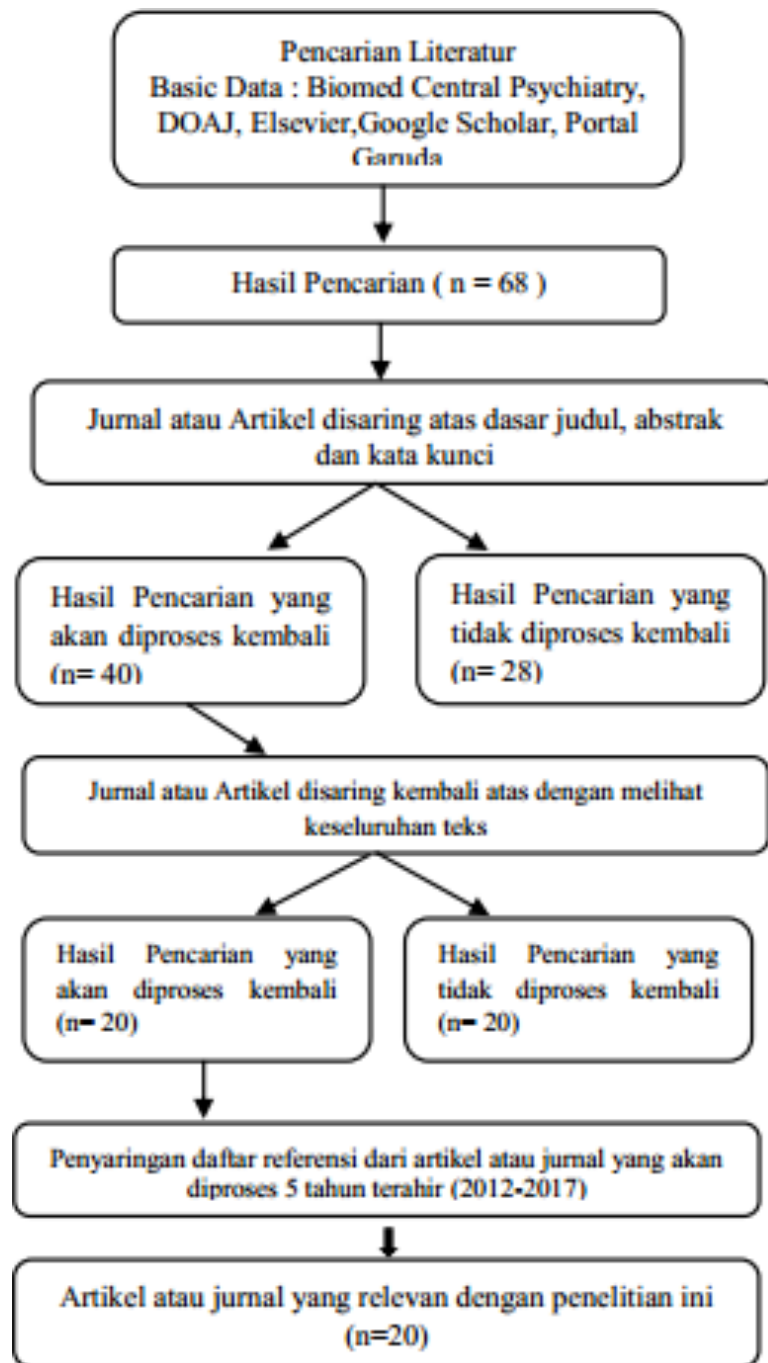 Pencarian Literatur
Basic Data : Biomed Central Psychiatry,
DOAJ, Elsevier,Google Scholar, Portal
Garuda
Hasil Pencarian ( n = 68 )
Jurnal atau Artikel disaring atas dasar judul, abstrak
dan kata kunci
Hasil Pencarian yang
akan diproses kembali
(n= 40)
Hasil Pencarian yang
tidak diproses kembali
(n= 28)
Jurnal atau Artikel disaring kembali atas dengan melihat
keseluruhan teks
Hasil Pencarian yang
akan diproses kembali
(n= 20)
Hasil Pencarian yang
tidak diproses kembali
(n= 20)
Penyaringan daftar referensi dari artikel atau jurnal yang akan
diproses 5 tahun terahir (2012-2017)
Artikel atau jurnal yang relevan dengan penelitian ini
(n=20)